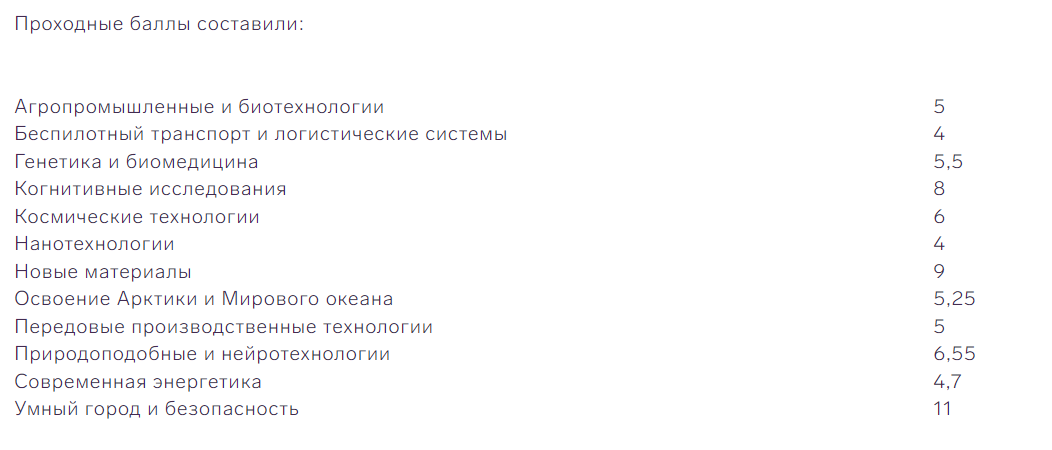 Проходные баллы составили:
Агропромышленные и биотехнологии 5
Беспилотный транспорт и логистические системы 4
Генетика и биомедицина 5,5
Когнитивные исследования 8
Космические технологии 6
Нанотехнологии 4
Новые материалы 9
Освоение Арктики и Мирового океана 5,25
Передовые производственные технологии 5
Природоподобные и нейротехнологии 6,55
Современная энергетика 4,7
Умный город и безопасность 11